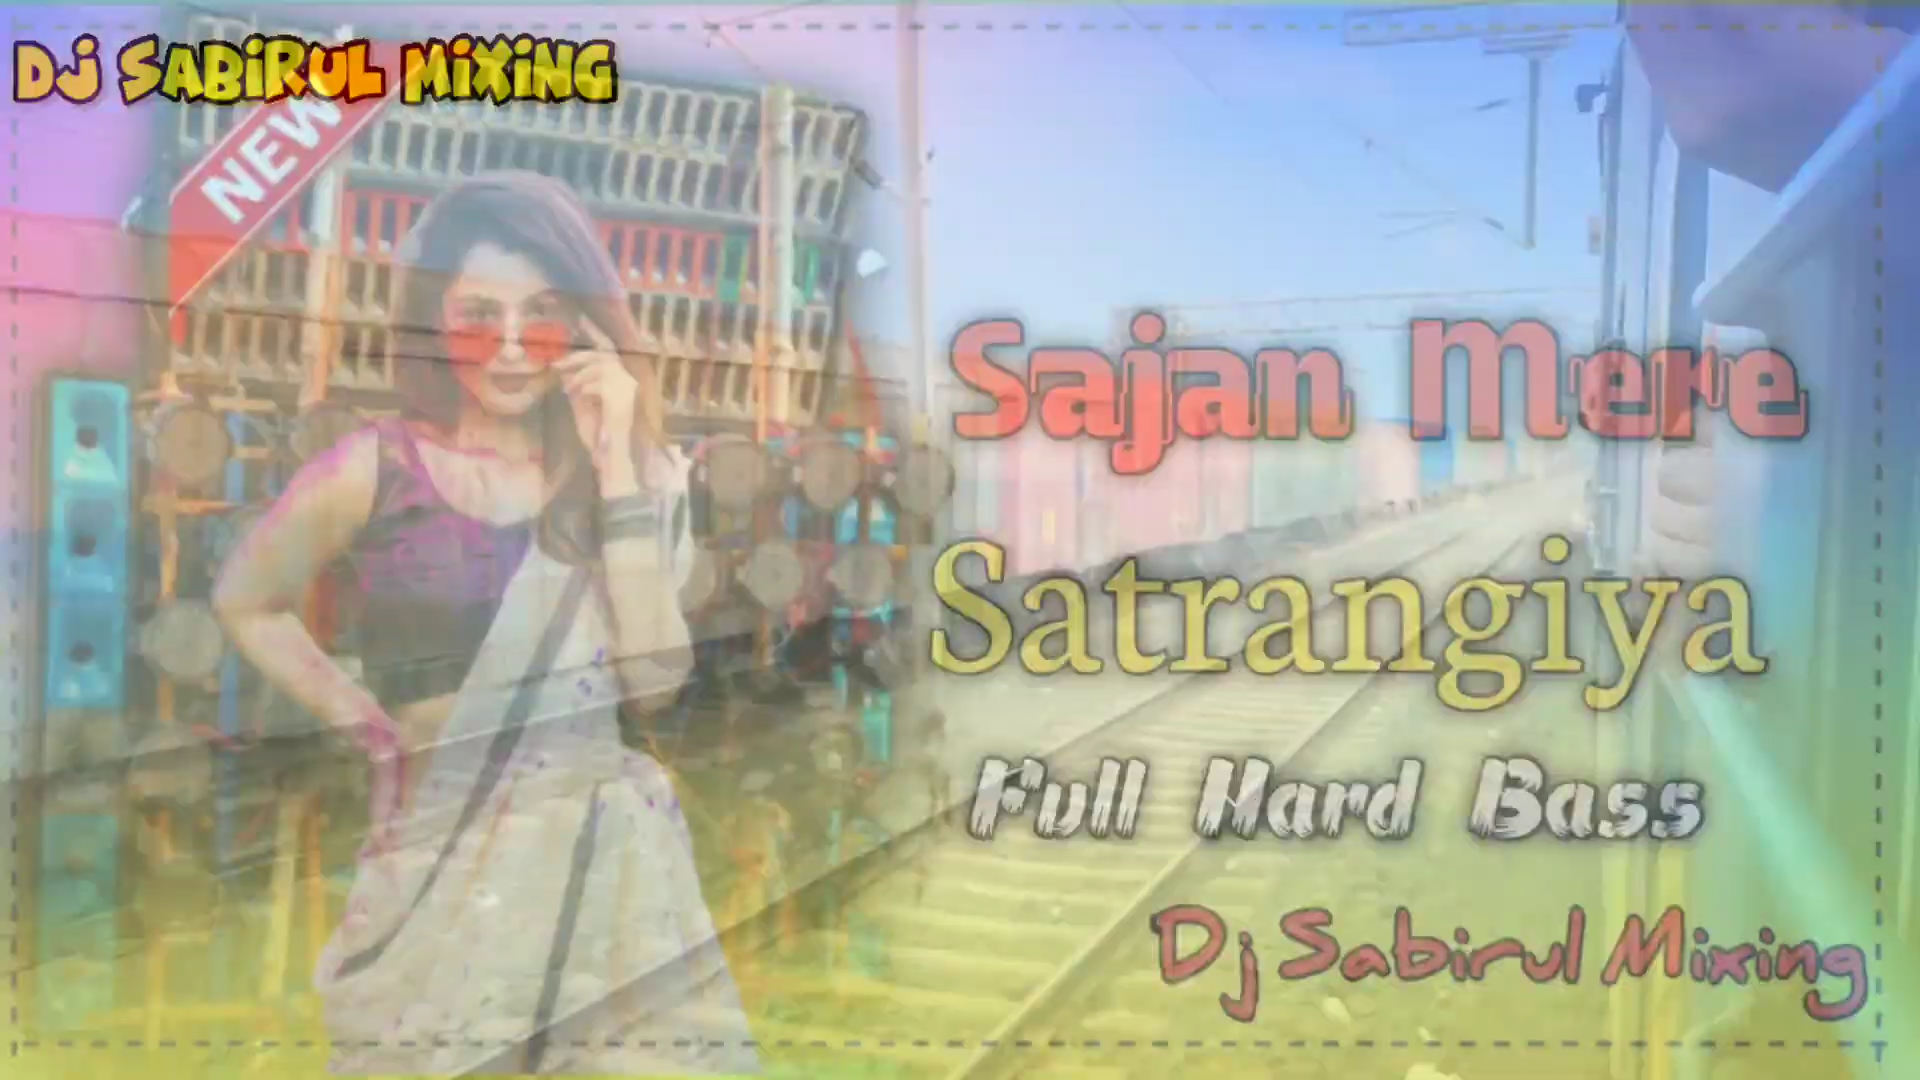 Dj SABiRUL MiXiNG
NEW
Sajan Mere
Satrangiya
Full Hard Bass
Dj Sabirul Mixing